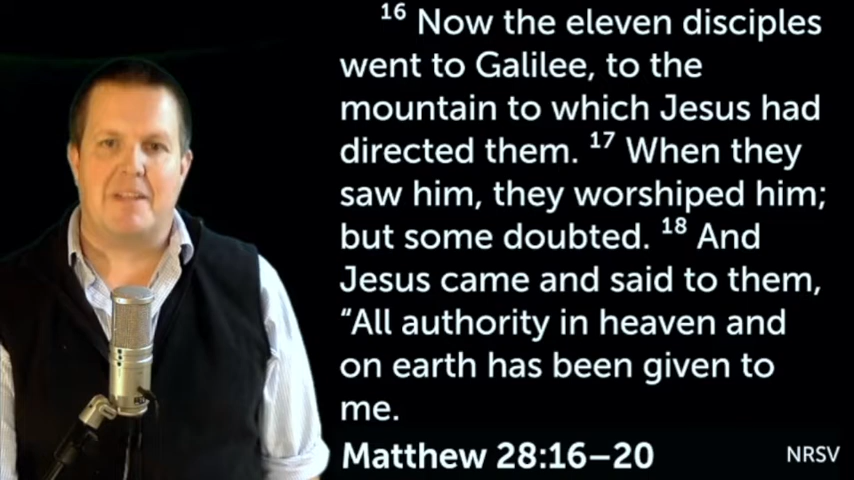 16 Now the eleven disciples
went to Galilee, to the
mountain to which Jesus had
directed them. 17 When they
saw him, they worshiped him;
but some doubted. 18 And
Jesus came and said to them,
“All authority in heaven and
on earth has been given to
me.
Matthew 28:16–20
NRSV